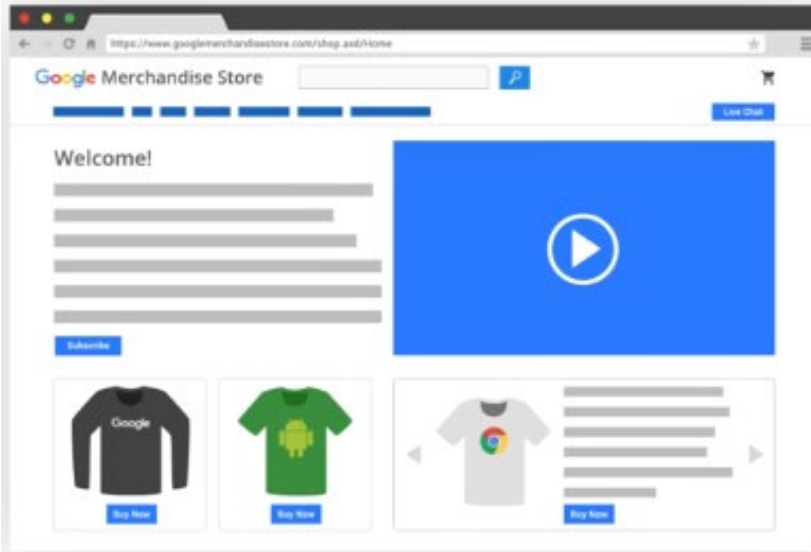 https://www.googlemerchandisestore.com/shop.axd/Home
Google Merchandise Store
Live Chat
Welcome!
Subscribe
Google
Buy Now
Buy Now
Buy Now